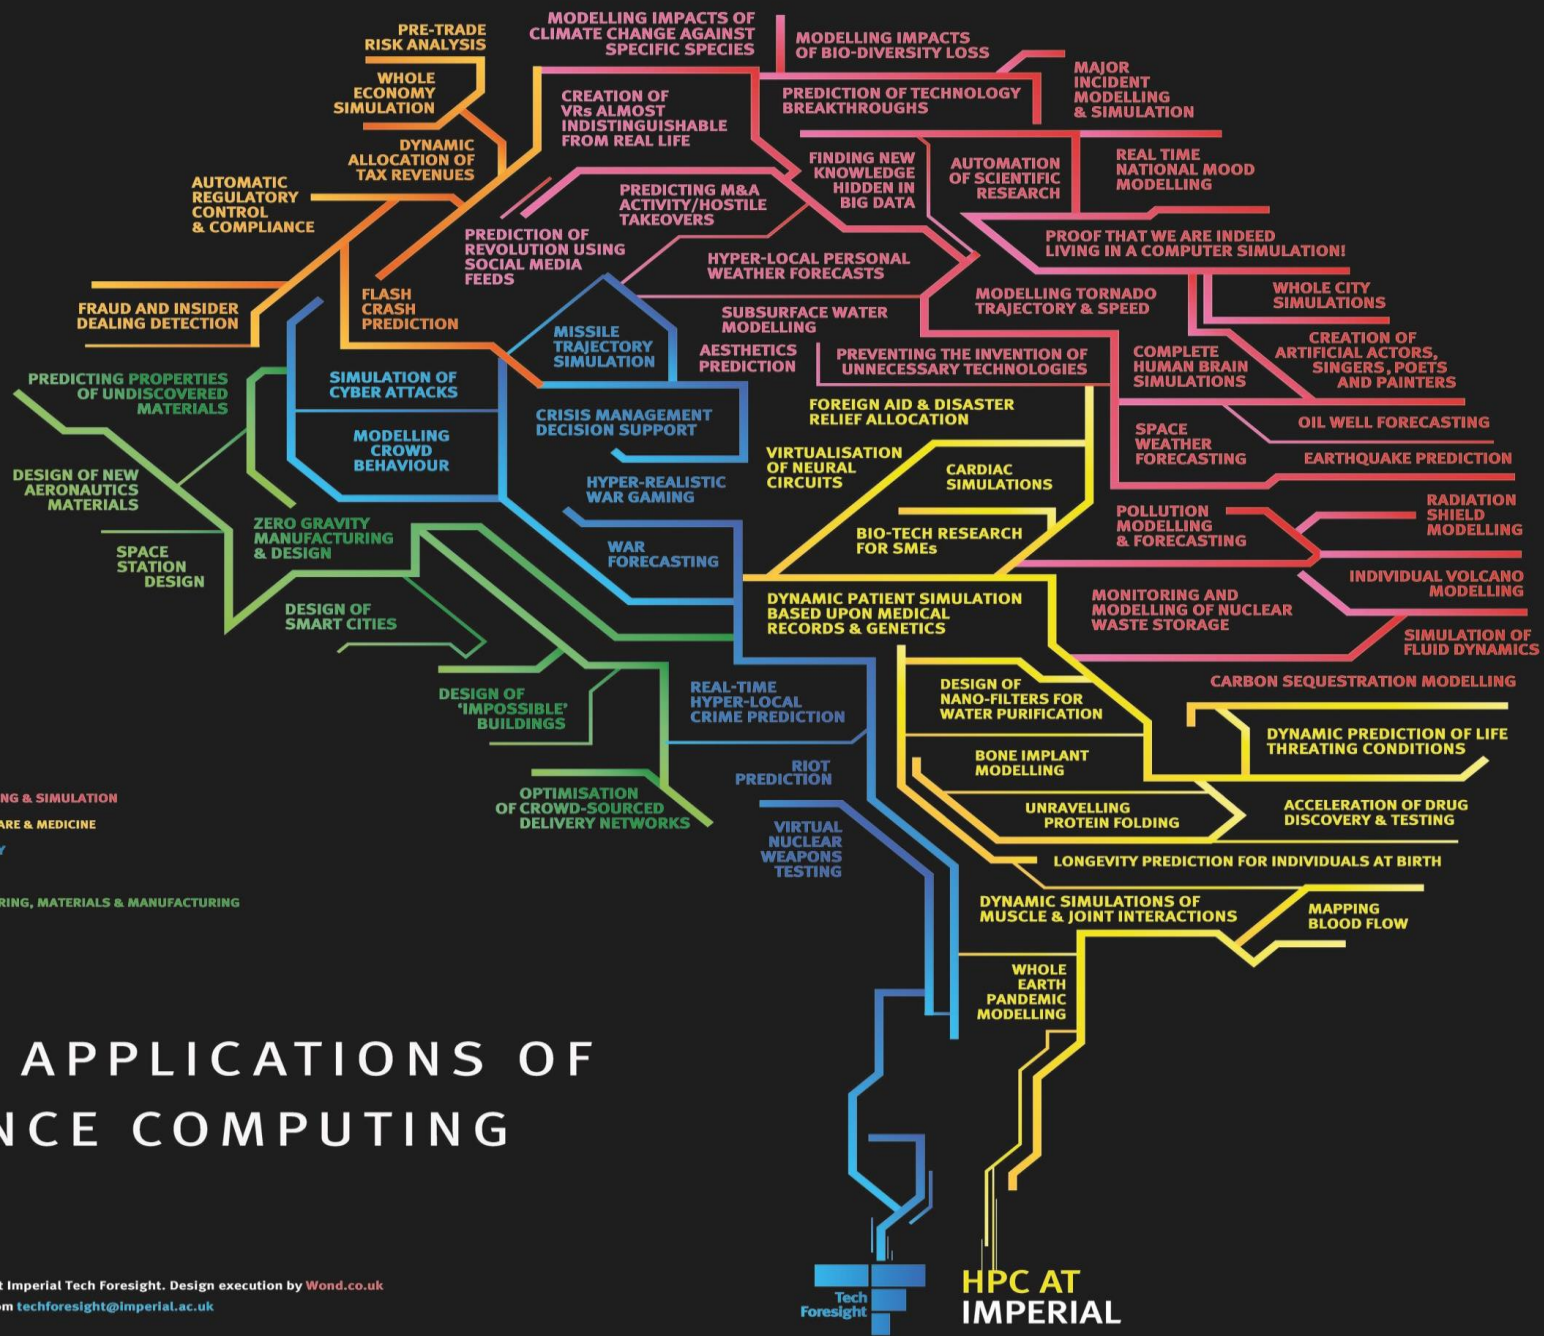 PRE-TRADE
RISK ANALYSIS
WHOLE
ECONOMY
SIMULATION
DYNAMIC
ALLOCATION OF
TAX REVENUES
AUTOMATIC
REGULATORY
CONTROL
& COMPLIANCE
FRAUD AND INSIDER
DEALING DETECTION
FLASH
CRASH
PREDICTION
MODELLING IMPACTS OF
CLIMATE CHANGE AGAINST
SPECIFIC SPECIES
MODELLING IMPACTS
OF BIO-DIVERSITY LOSS
PREDICTION OF TECHNOLOGY
BREAKTHROUGHS
MAJOR
INCIDENT
MODELLING
& SIMULATION
CREATION OF
VRs ALMOST
INDISTINGUISHABLE
FROM REAL LIFE
FINDING NEW
KNOWLEDGE
HIDDEN IN
BIG DATA
AUTOMATION
OF SCIENTIFIC
RESEARCH
REAL TIME
NATIONAL MOOD
MODELLING
PREDICTING M&A
ACTIVITY/HOSTILE
TAKEOVERS
PREDICTION OF
REVOLUTION USING
SOCIAL MEDIA
FEEDS
PROOF THAT WE ARE INDEED
LIVING IN A COMPUTER SIMULATION!
HYPER-LOCAL PERSONAL
WEATHER FORECASTS
MODELLING TORNADO
TRAJECTORY & SPEED
WHOLE CITY
SIMULATIONS
SUBSURFACE WATER
MODELLING
AESTHETICS
PREDICTION
PREVENTING THE INVENTION OF
UNNECESSARY TECHNOLOGIES
COMPLETE
HUMAN BRAIN
SIMULATIONS
CREATION OF
ARTIFICIAL ACTORS,
SINGERS, POETS
AND PAINTERS
OIL WELL FORECASTING
SPACE
WEATHER
FORECASTING
EARTHQUAKE PREDICTION
POLLUTION
MODELLING
& FORECASTING
RADIATION
SHIELD
MODELLING
INDIVIDUAL VOLCANO
MODELLING
MONITORING AND
MODELLING OF NUCLEAR
WASTE STORAGE
SIMULATION OF
FLUID DYNAMICS
CARBON SEQUESTRATION MODELLING
MISSILE
TRAJECTORY
SIMULATION
SIMULATION OF
CYBER ATTACKS
CRISIS MANAGEMENT
DECISION SUPPORT
MODELLING
CROWD
BEHAVIOUR
HYPER-REALISTIC
WAR GAMING
WAR
FORECASTING
REAL-TIME
HYPER-LOCAL
CRIME PREDICTION
RIOT
PREDICTION
VIRTUAL
NUCLEAR
WEAPONS
TESTING
PREDICTING PROPERTIES
OF UNDISCOVERED
MATERIALS
DESIGN OF NEW
AERONAUTICS
MATERIALS
SPACE
STATION
DESIGN
ZERO GRAVITY
MANUFACTURING
& DESIGN
DESIGN OF
SMART CITIES
DESIGN OF
'IMPOSSIBLE'
BUILDINGS
OPTIMISATION
OF CROWD-SOURCED
DELIVERY NETWORKS
FOREIGN AID & DISASTER
RELIEF ALLOCATION
VIRTUALISATION
OF NEURAL
CIRCUITS
CARDIAC
SIMULATIONS
BIO-TECH RESEARCH
FOR SMEs
DYNAMIC PATIENT SIMULATION
BASED UPON MEDICAL
RECORDS & GENETICS
DESIGN OF
NANO-FILTERS FOR
WATER PURIFICATION
DYNAMIC PREDICTION OF LIFE
THREATING CONDITIONS
BONE IMPLANT
MODELLING
UNRAVELLING
PROTEIN FOLDING
ACCELERATION OF DRUG
DISCOVERY & TESTING
LONGEVITY PREDICTION FOR INDIVIDUALS AT BIRTH
DYNAMIC SIMULATIONS OF
MUSCLE & JOINT INTERACTIONS
MAPPING
BLOOD FLOW
WHOLE
EARTH
PANDEMIC
MODELLING
NG & SIMULATION
ARE & MEDICINE
Y
RING, MATERIALS & MANUFACTURING
APPLICATIONS OF
NCE COMPUTING
t Imperial Tech Foresight. Design execution by Wond.co.uk
om techforesight@imperial.ac.uk
Tech
Foresight
HPC AT
IMPERIAL